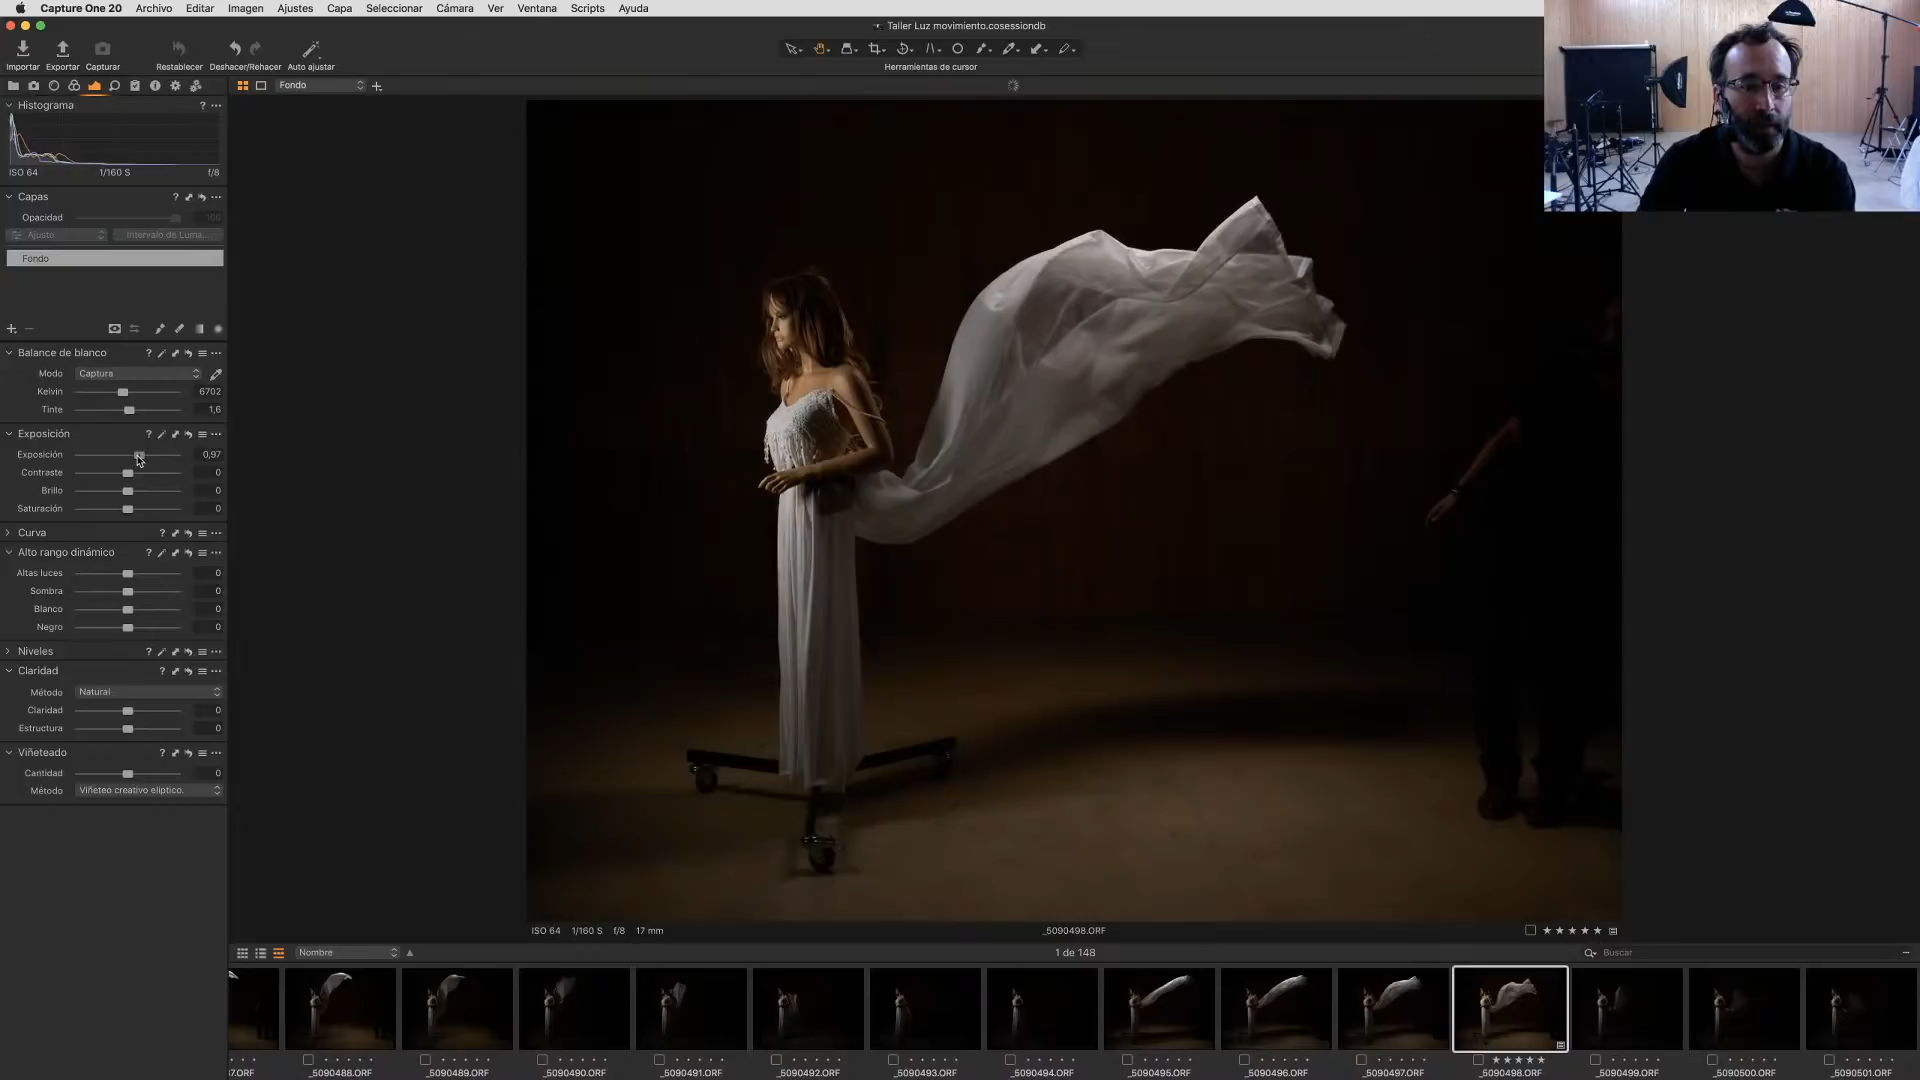 Capture One 20 Archivo Editar Imagen Ajustes Capa Seleccionar Cámara Ver Ventana Scripts Ayuda
Taller Luz movimiento.cosessiondb
Importar Exportar Capturar Restablecer Deshacer/Rehacer Auto ajustar
Herramientas de cursor
Fondo
Histograma ?
ISO 64 1/160 S f/8
Capas ?
Opacidad 100
Ajuste Intervalo de Luma...
Fondo
Balance de blanco ?
Modo Captura
Kelvin 6702
Tinte 1,6
Exposición ?
Exposición 0,97
Contraste 0
Brillo 0
Saturación 0
Curva ?
Alto rango dinámico ?
Altas luces 0
Sombra 0
Blanco 0
Negro 0
Niveles ?
Claridad ?
Método Natural
Claridad 0
Estructura 0
Viñeteado ?
Cantidad 0
Método Viñeteo creativo elíptico.
ISO 64 1/160 S f/8 17 mm _5090498.ORF
Nombre 1 de 148 Buscar
37.ORF _5090488.ORF _5090489.ORF _5090490.ORF _5090491.ORF _5090492.ORF _5090493.ORF _5090494.ORF _5090495.ORF _5090496.ORF _5090497.ORF _5090498.ORF _5090499.ORF _5090500.ORF _5090501.ORF